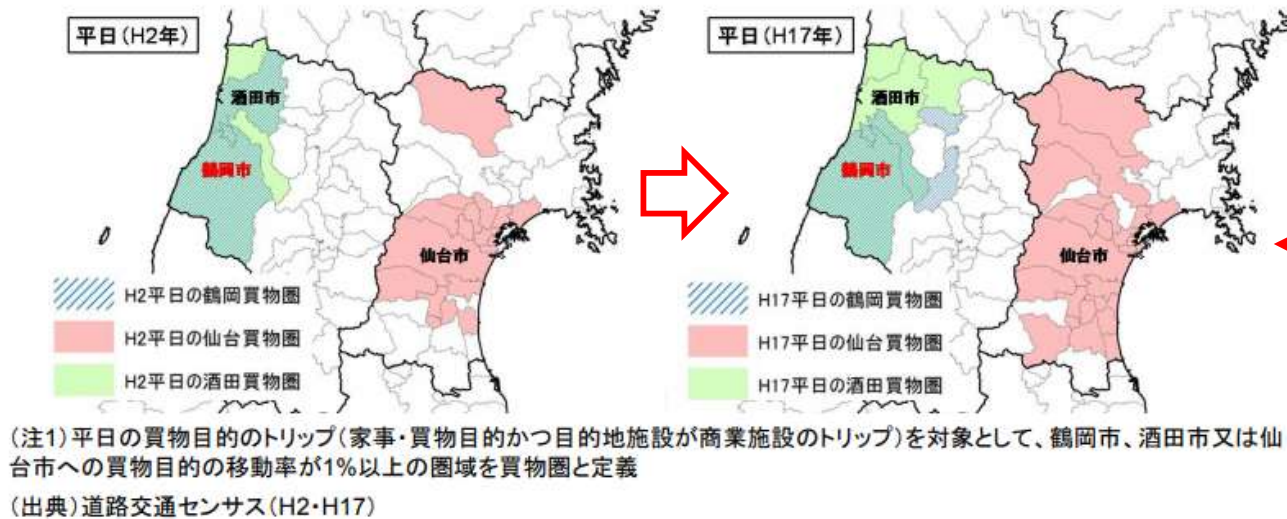 平日(H2年)
酒田市
鶴岡市
仙台市
H2平日の鶴岡買物圏
H2平日の仙台買物圏
H2平日の酒田買物圏
平日(H17年)
酒田市
鶴岡市
仙台市
H17平日の鶴岡買物圏
H17平日の仙台買物圏
H17平日の酒田買物圏
(注1)平日の買物目的のトリップ(家事・買物目的かつ目的地施設が商業施設のトリップ)を対象として、鶴岡市、酒田市又は仙
台市への買物目的の移動率が1%以上の圏域を買物圏と定義
(出典)道路交通センサス(H2・H17)